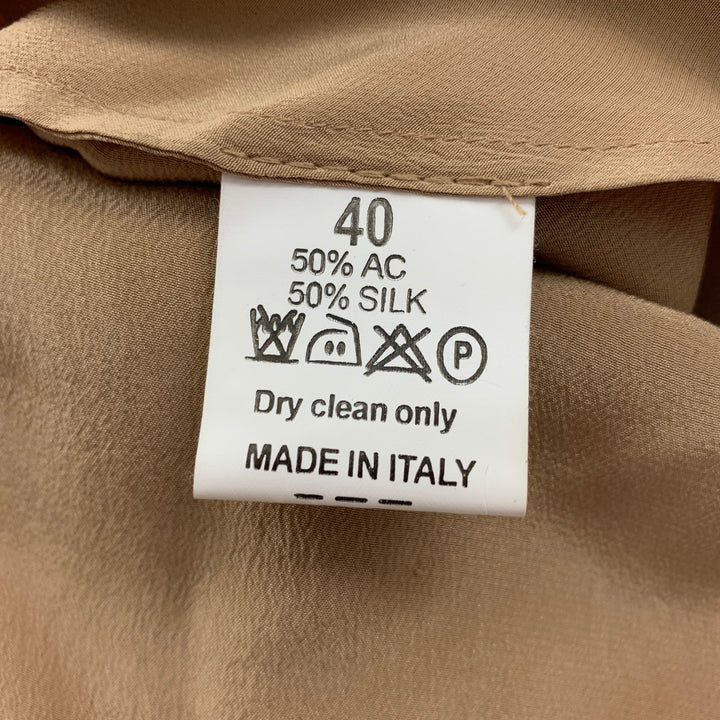 40
50% AC
50% SILK
P
Dry clean only
MADE IN ITALY